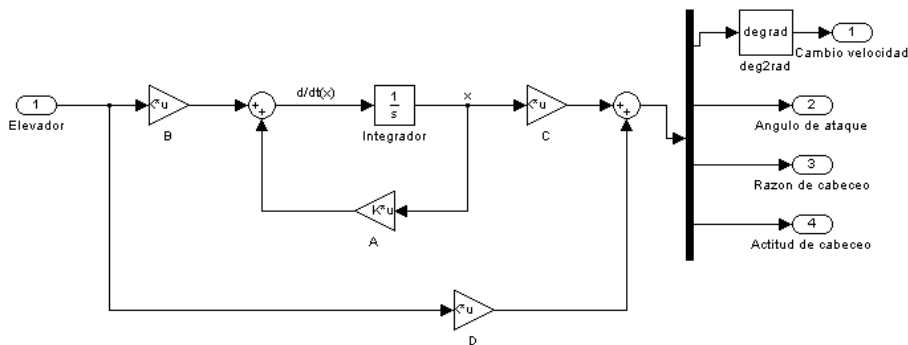 1
Elevador
K*u
B
+
+
d/dt(x)
1
s
Integrador
x
K*u
C
+
+
K*u
A
K*u
D
degrad
deg2rad
1
Cambio velocidad
2
Angulo de ataque
3
Razon de cabeceo
4
Actitud de cabeceo